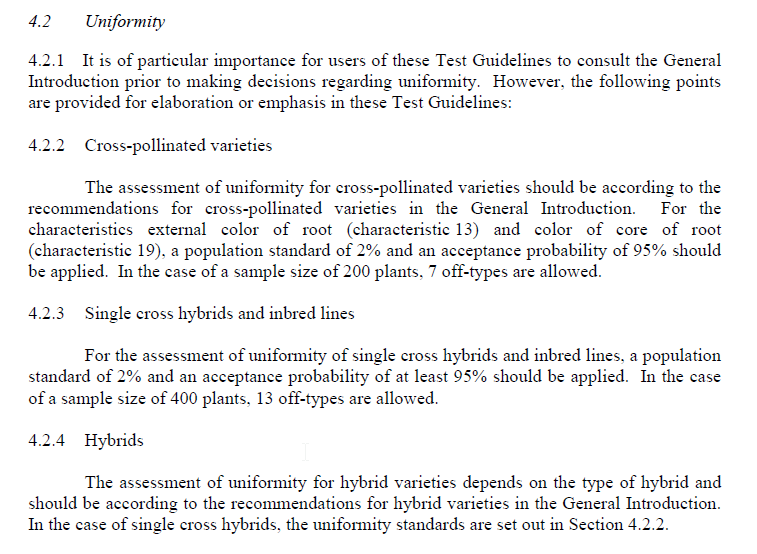 4.2 Uniformity
4.2.1 It is of particular importance for users of these Test Guidelines to consult the General
Introduction prior to making decisions regarding uniformity. However, the following points
are provided for elaboration or emphasis in these Test Guidelines:
4.2.2 Cross-pollinated varieties
The assessment of uniformity for cross-pollinated varieties should be according to the
recommendations for cross-pollinated varieties in the General Introduction. For the
characteristics external color of root (characteristic 13) and color of core of root
(characteristic 19), a population standard of 2% and an acceptance probability of 95% should
be applied. In the case of a sample size of 200 plants, 7 off-types are allowed.
4.2.3 Single cross hybrids and inbred lines
For the assessment of uniformity of single cross hybrids and inbred lines, a population
standard of 2% and an acceptance probability of at least 95% should be applied. In the case
of a sample size of 400 plants, 13 off-types are allowed.
4.2.4 Hybrids
The assessment of uniformity for hybrid varieties depends on the type of hybrid and
should be according to the recommendations for hybrid varieties in the General Introduction.
In the case of single cross hybrids, the uniformity standards are set out in Section 4.2.2.